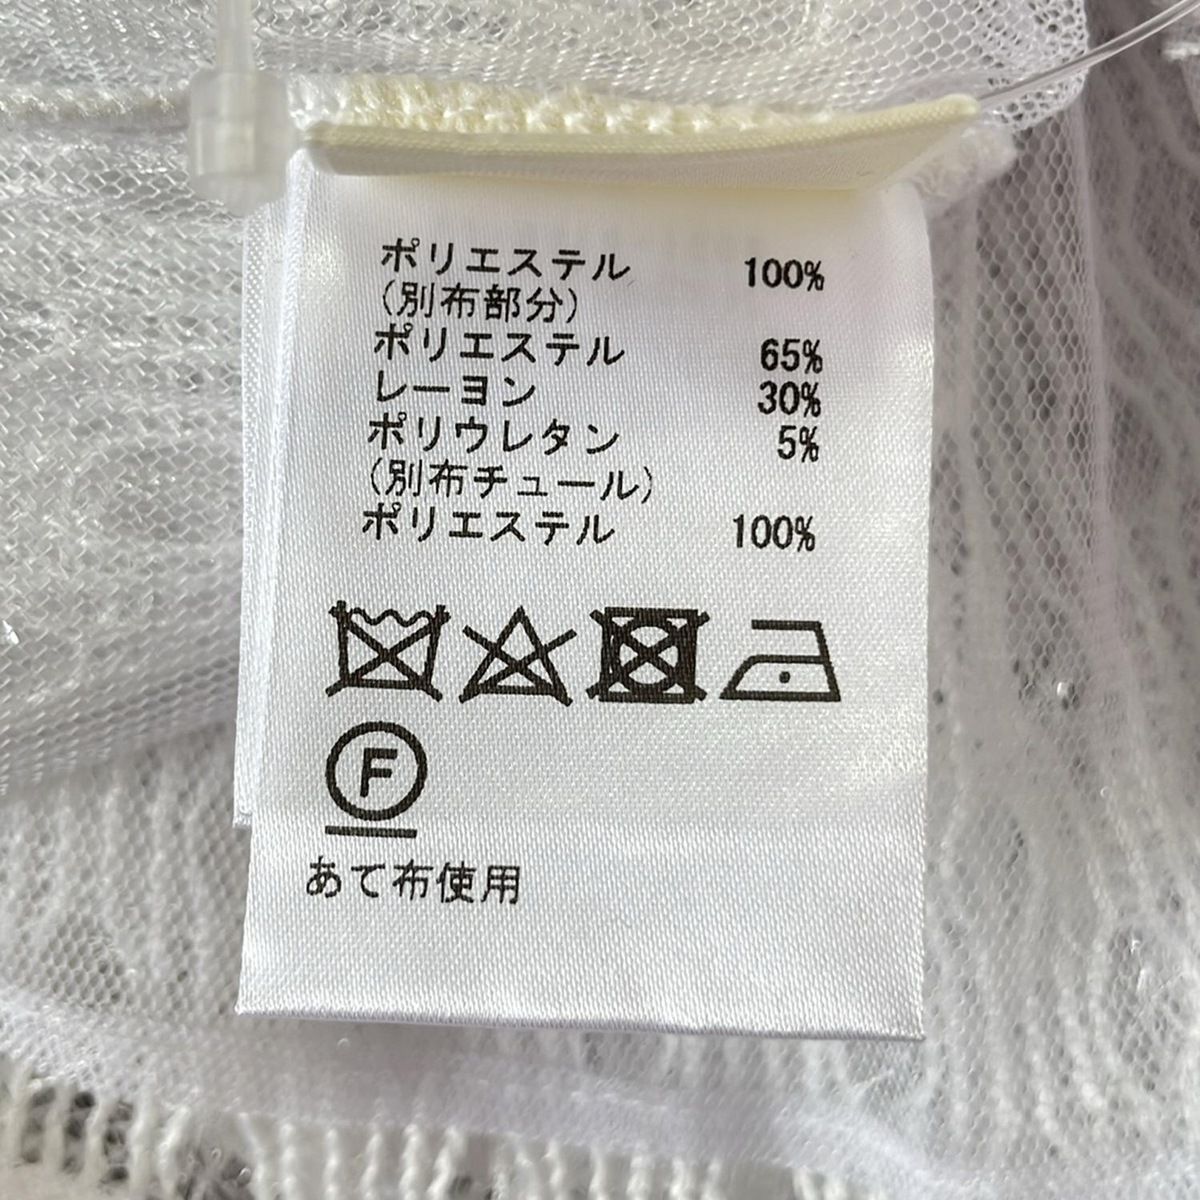 ポリエステル 100%
(別布部分)
ポリエステル 65%
レーヨン 30%
ポリウレタン 5%
(別布チュール)
ポリエステル 100%
F
あて布使用